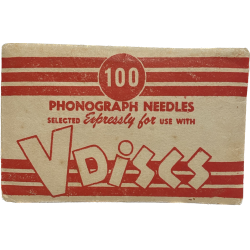 100
PHONOGRAPH NEEDLES
SELECTED Expressly for USE WITH
V DiSCS